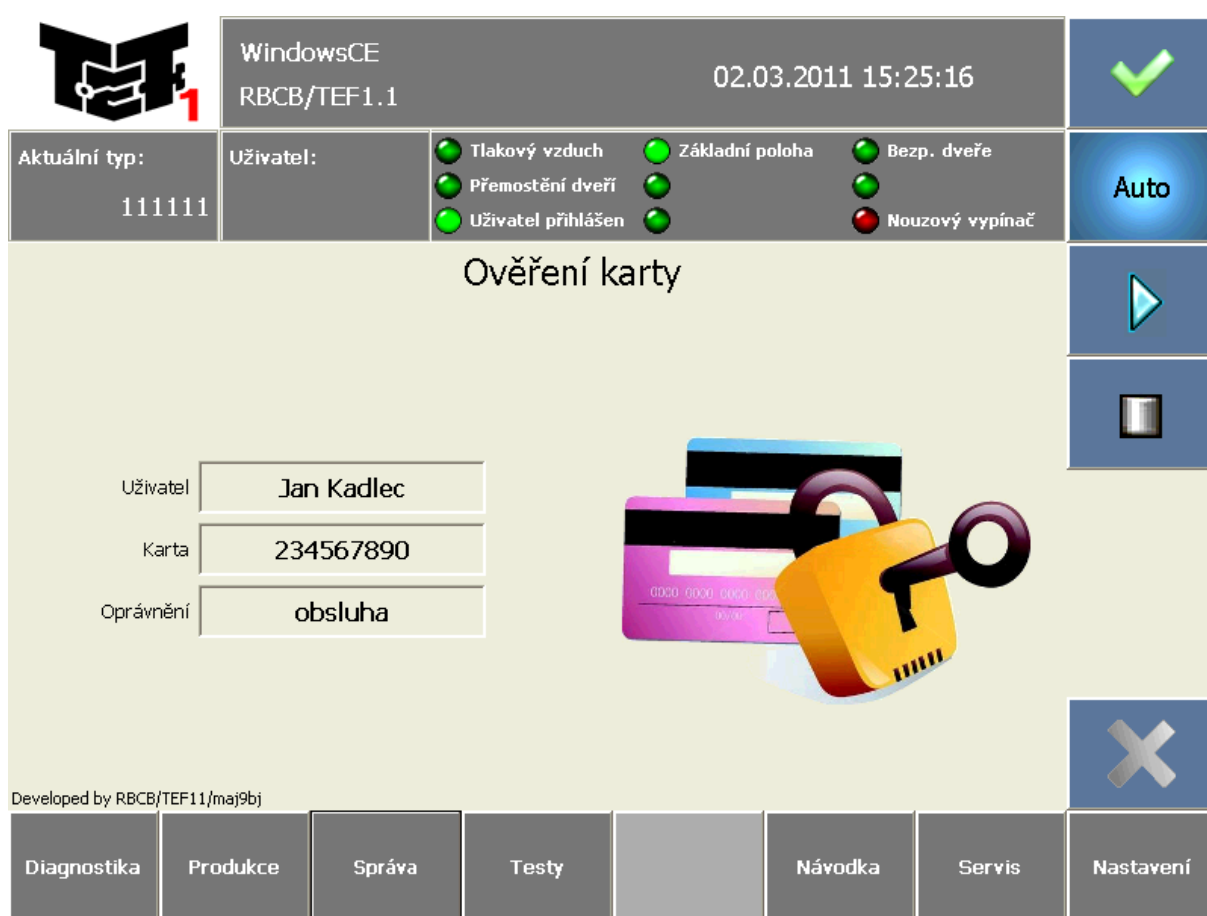 1
WindowsCE
RBCB/TEF1.1
02.03.2011 15:25:16
Aktuální typ:
111111
Uživatel:
Tlakový vzduch
Základní poloha
Bezp. dveře
Přemostění dveří
Uživatel přihlášen
Nouzový vypínač
Auto
Ověření karty
Uživatel
Jan Kadlec
Karta
234567890
Oprávnění
obsluha
Developed by RBCB/TEF11/maj9bj
Diagnostika
Produkce
Správa
Testy
Návodka
Servis
Nastavení